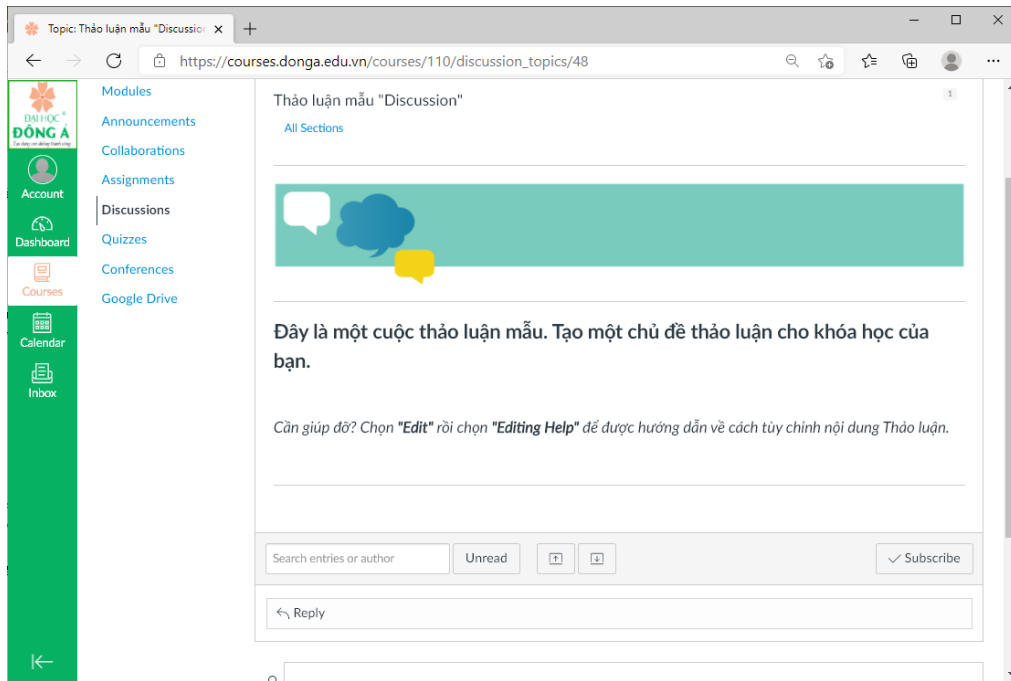 Topic: Thảo luận mẫu "Discussion
https://courses.donga.edu.vn/courses/110/discussion_topics/48
ĐẠI HỌC
ĐÔNG Á
Account
Dashboard
Courses
Calendar
Inbox
Modules
Announcements
Collaborations
Assignments
Discussions
Quizzes
Conferences
Google Drive
Thảo luận mẫu "Discussion"
1
All Sections
Đây là một cuộc thảo luận mẫu. Tạo một chủ đề thảo luận cho khóa học của
bạn.
Cần giúp đỡ? Chọn "Edit" rồi chọn "Editing Help" để được hướng dẫn về cách tùy chỉnh nội dung Thảo luận.
Search entries or author
Unread
Subscribe
Reply